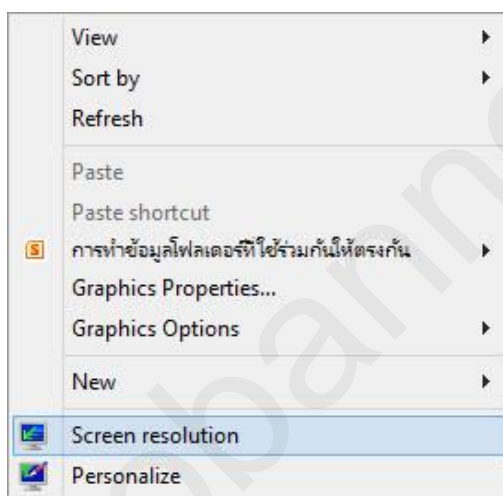 View
Sort by
Refresh
Paste
Paste shortcut
การทำข้อมูลโฟลเดอร์ที่ใช้ร่วมกันให้ตรงกัน
Graphics Properties...
Graphics Options
New
Screen resolution
Personalize